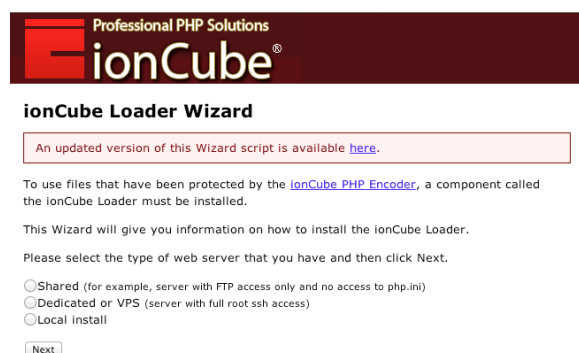 Professional PHP Solutions
ionCube®
ionCube Loader Wizard
An updated version of this Wizard script is available here.
To use files that have been protected by the ionCube PHP Encoder, a component called
the ionCube Loader must be installed.
This Wizard will give you information on how to install the ionCube Loader.
Please select the type of web server that you have and then click Next.
Shared (for example, server with FTP access only and no access to php.ini)
Dedicated or VPS (server with full root ssh access)
Local install
Next